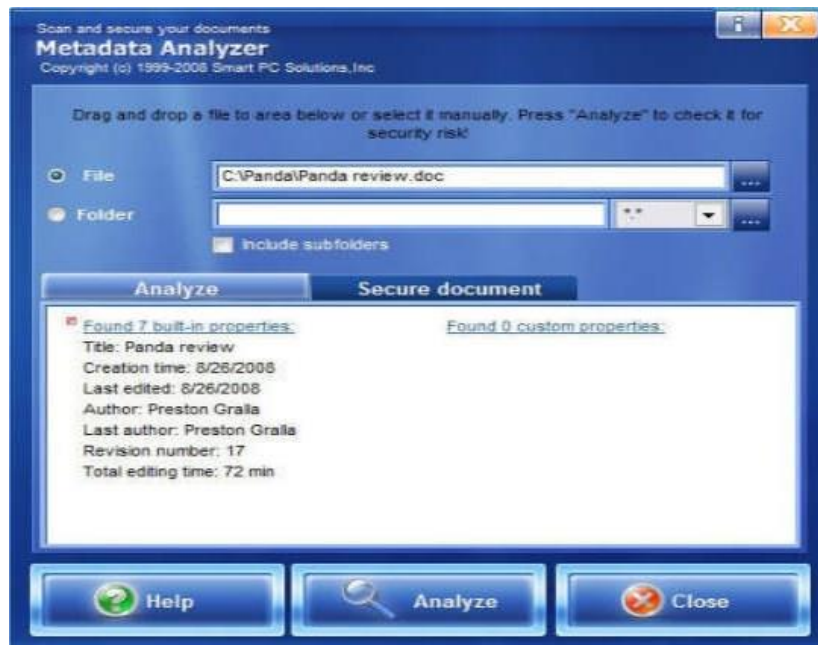 Scan and secure your documents
Metadata Analyzer
Copyright (c) 1999-2008 Smart PC Solutions,Inc
Drag and drop a file to area below or select it manually. Press "Analyze" to check it for
security risk!
File
C:\Panda\Panda review.doc
...
Folder
*.*
...
Include subfolders
Analyze
Secure document
Found 7 built-in properties:
Found 0 custom properties:
Title: Panda review
Creation time: 8/26/2008
Last edited: 8/26/2008
Author: Preston Gralla
Last author: Preston Gralla
Revision number: 17
Total editing time: 72 min
Help
Analyze
Close